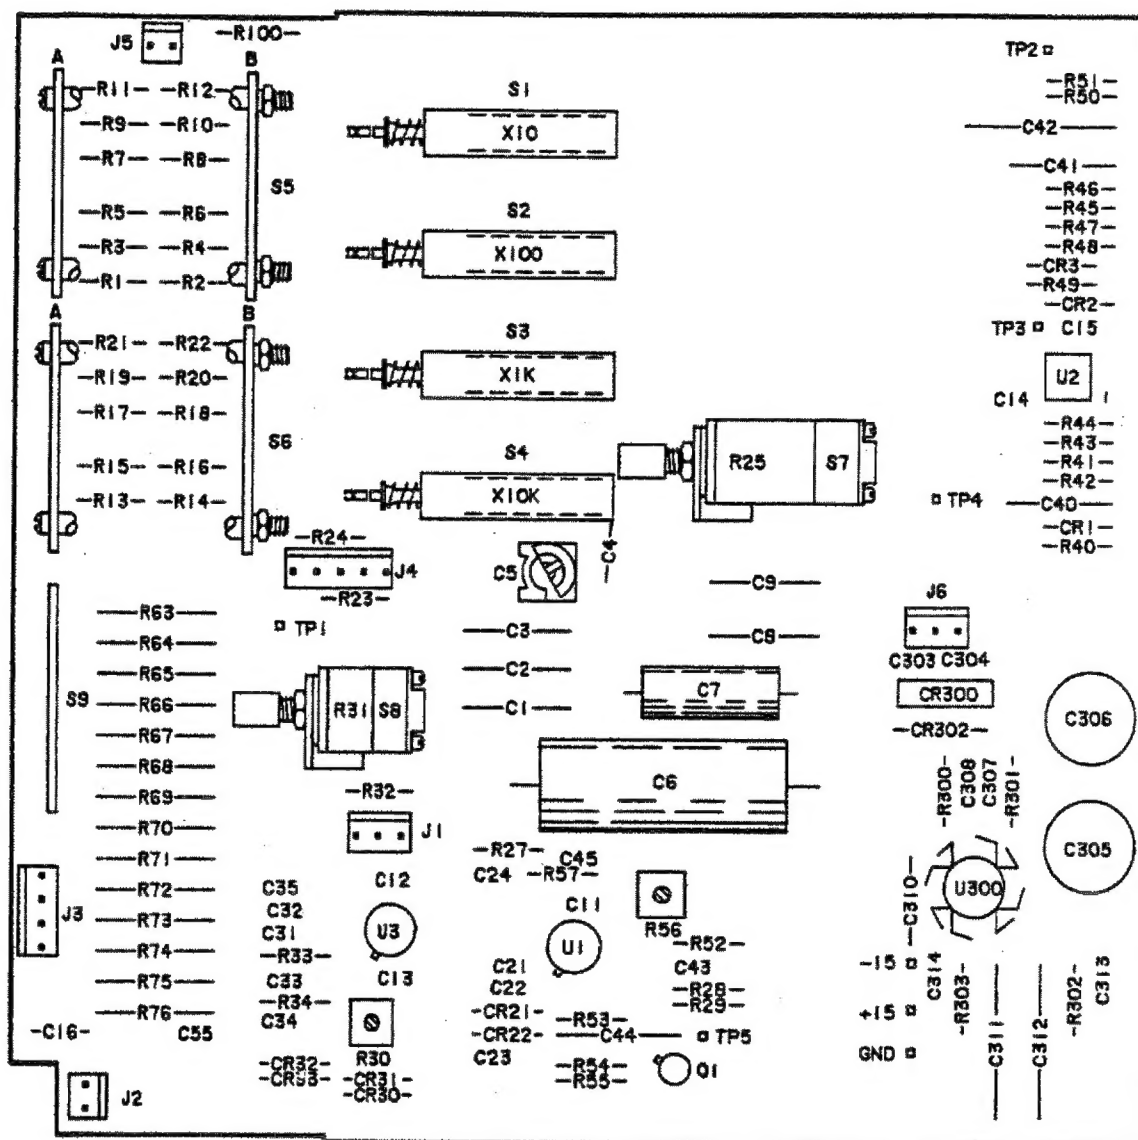 J5 -R100-
A B
-R11- -R12-
-R9- -R10-
-R7- -R8-
S5
-R5- -R6-
-R3- -R4-
-R1- -R2-
A B
-R21- -R22-
-R19- -R20-
-R17- -R18-
S6
-R15- -R16-
-R13- -R14-
-R24-
J4
-R23-
S1
X10
S2
X100
S3
X1K
S4
X10K
R25 S7
C4
C5
TP2
-R51-
-R50-
C42
C41
-R46-
-R45-
-R47-
-R48-
-CR3-
-R49-
-CR2-
TP3 C15
U2
C14
-R44-
-R43-
-R41-
-R42-
TP4 -C40-
-CR1-
-R40-
S9
R63
R64
R65
R66
R67
R68
R69
R70
R71
R72
R73
R74
R75
R76
J3
-C16- C55
J2
TP1
R31 S8
-R32-
J1
C3
C2
C1
C9
C8
C7
C6
J6
C303 C304
CR300
-CR302-
C306
-R300- C308 C307 -R301-
C305
U300
C310
-15
C314
-R303-
-R302-
C313
+15
GND
C311 C312
C35 C12
C32
U3
C31
-R33-
C33 C13
-R34-
C34
R30
-CR32-
-CR33-
-CR31-
-CR30-
-R27- C45
C24 -R57-
C11
R56
U1
-R52-
C21 C43
C22 -R28-
-R29-
-CR21-
-R53-
-CR22- C44 TP5
C23
-R54-
-R55-
Q1